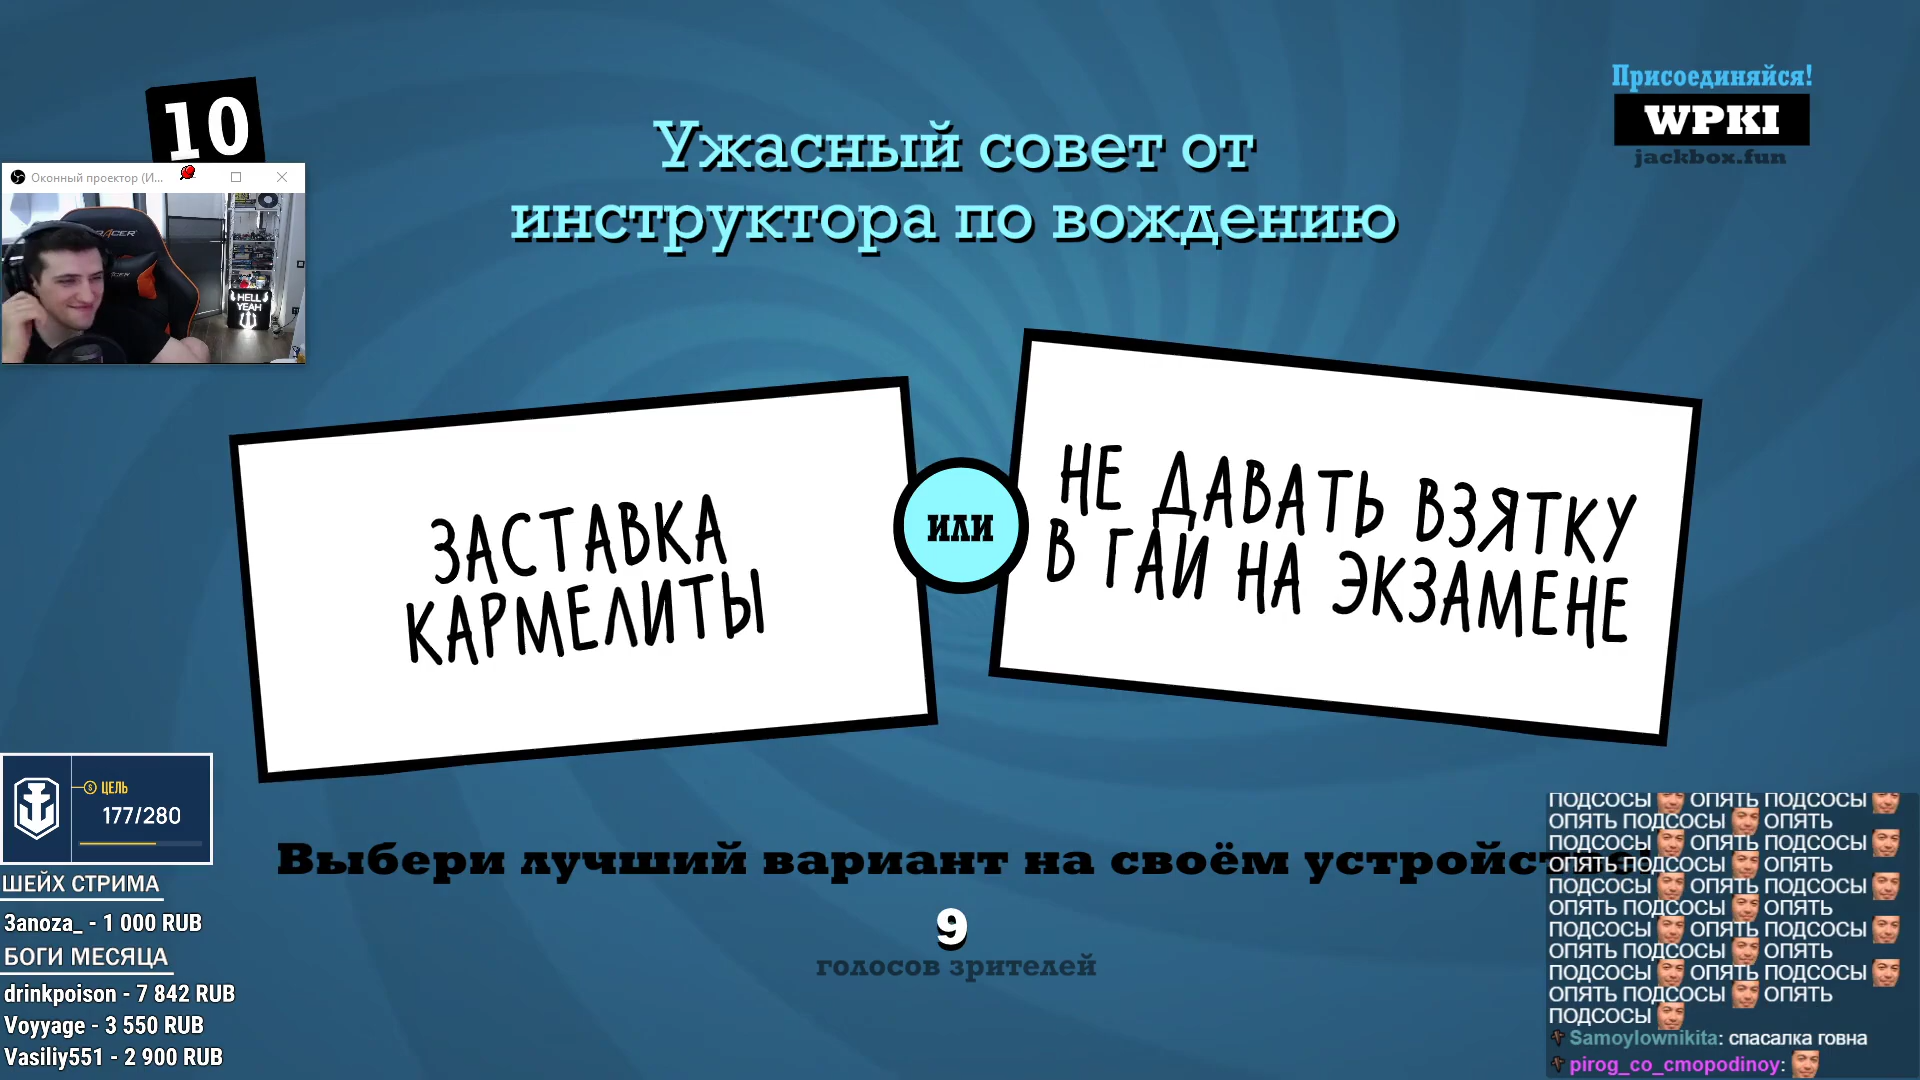 10
Ужасный совет от
инструктора по вождению
Присоединяйся!
WPKI
jackbox.fun
Оконный проектор (И...
RACER
HELL
YEAH
ЗАСТАВКА
КАРМЕЛИТЫ
ИЛИ
НЕ ДАВАТЬ ВЗЯТКУ
В ГАИ НА ЭКЗАМЕНЕ
ЦЕЛЬ
177/280
Выбери лучший вариант на своём
9
голосов зрителей
ШЕЙХ СТРИМА
3anoza_ - 1 000 RUB
БОГИ МЕСЯЦА
drinkpoison - 7 842 RUB
Voyyage - 3 550 RUB
Vasiliy551 - 2 900 RUB
ПОДСОСЫ ОПЯТЬ ПОДСОСЫ
ОПЯТЬ ПОДСОСЫ ОПЯТЬ
ПОДСОСЫ ОПЯТЬ ПОДСОСЫ
ОПЯТЬ ПОДСОСЫ ОПЯТЬ
ПОДСОСЫ ОПЯТЬ ПОДСОСЫ
ОПЯТЬ ПОДСОСЫ ОПЯТЬ
ПОДСОСЫ ОПЯТЬ ПОДСОСЫ
ОПЯТЬ ПОДСОСЫ ОПЯТЬ
ПОДСОСЫ ОПЯТЬ ПОДСОСЫ
ОПЯТЬ ПОДСОСЫ ОПЯТЬ
ПОДСОСЫ
Samoylownikita: спасалка говна
pirog_co_cmopodinoy: